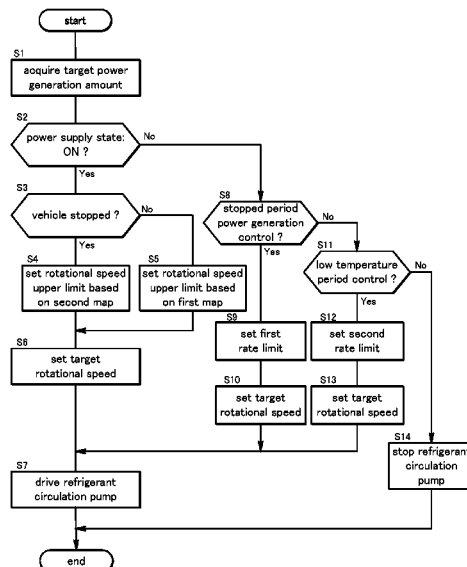 start
S1
acquire target power
generation amount
S2
power supply state:
ON ?
No
Yes
S3
vehicle stopped ?
No
Yes
S4
set rotational speed
upper limit based
on second map
S5
set rotational speed
upper limit based
on first map
S6
set target
rotational speed
S8
stopped period
power generation
control ?
No
Yes
S11
low temperature
period control ?
No
Yes
S9
set first
rate limit
S12
set second
rate limit
S10
set target
rotational speed
S13
set target
rotational speed
S14
stop refrigerant
circulation
pump
S7
drive refrigerant
circulation pump
end